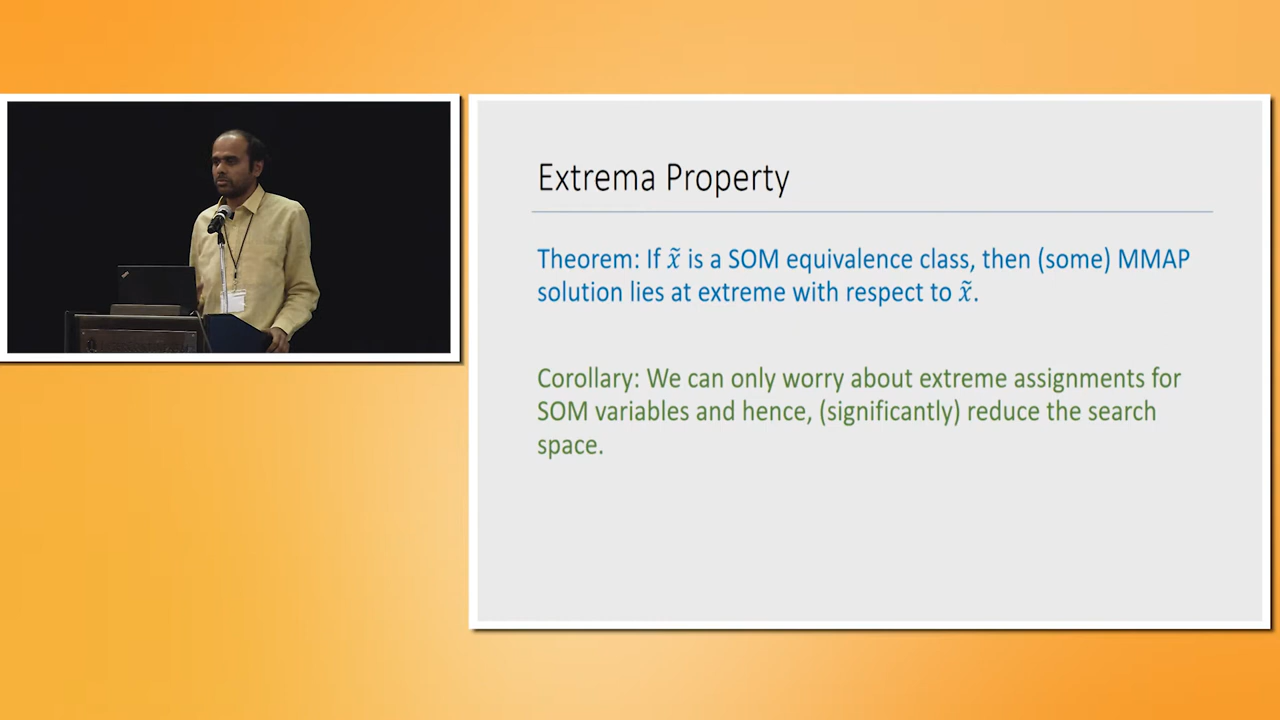 Extrema Property
Theorem: If x̃ is a SOM equivalence class, then (some) MMAP
solution lies at extreme with respect to x̃.
Corollary: We can only worry about extreme assignments for
SOM variables and hence, (significantly) reduce the search
space.